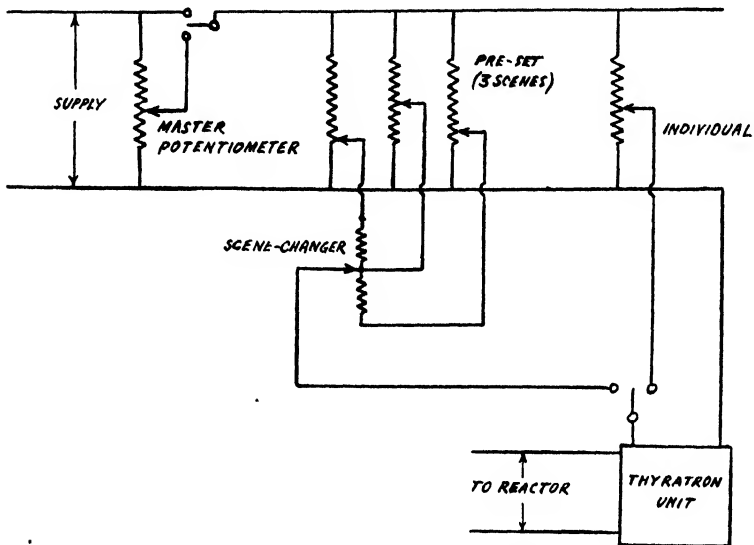 SUPPLY
MASTER
POTENTIOMETER
PRE-SET
(3 SCENES)
INDIVIDUAL
SCENE-CHANGER
TO REACTOR
THYRATRON
UNIT